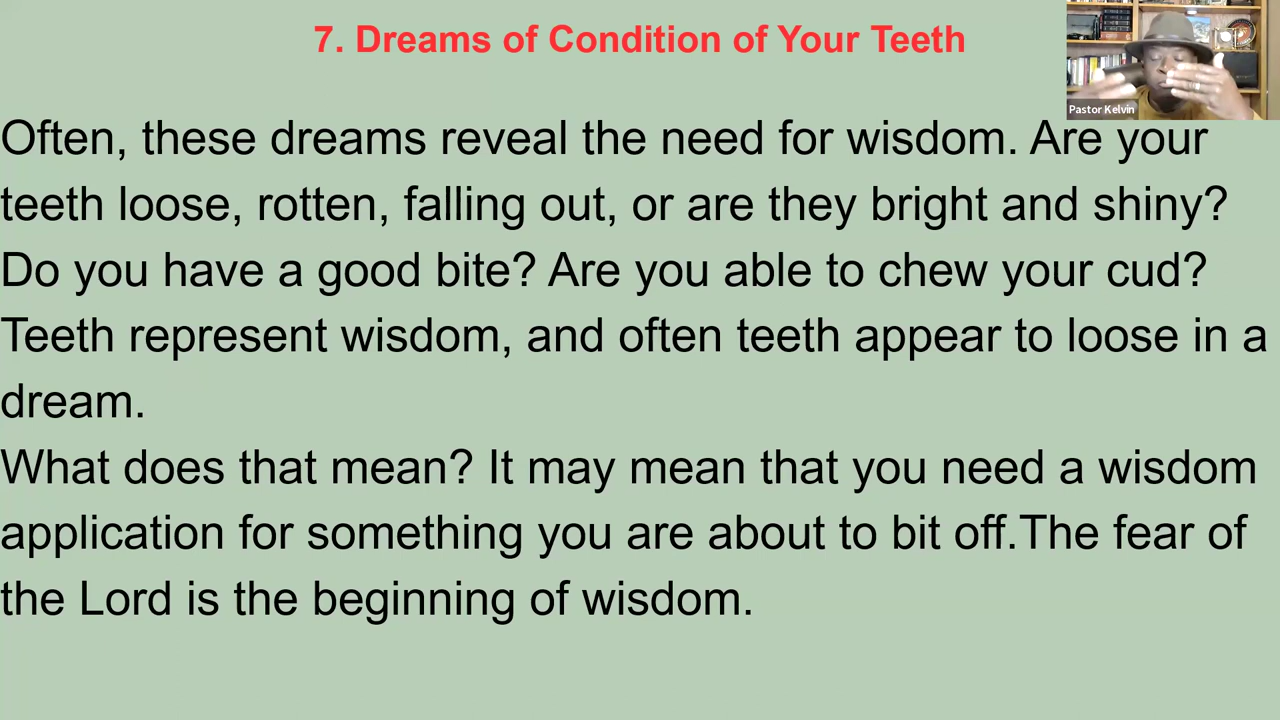 7. Dreams of Condition of Your Teeth
Pastor Kelvin
Often, these dreams reveal the need for wisdom. Are your
teeth loose, rotten, falling out, or are they bright and shiny?
Do you have a good bite? Are you able to chew your cud?
Teeth represent wisdom, and often teeth appear to loose in a
dream.
What does that mean? It may mean that you need a wisdom
application for something you are about to bit off.The fear of
the Lord is the beginning of wisdom.